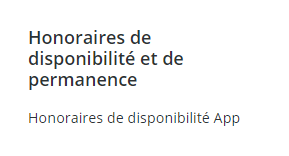 Honoraires de
disponibilité et de
permanence
Honoraires de disponibilité App